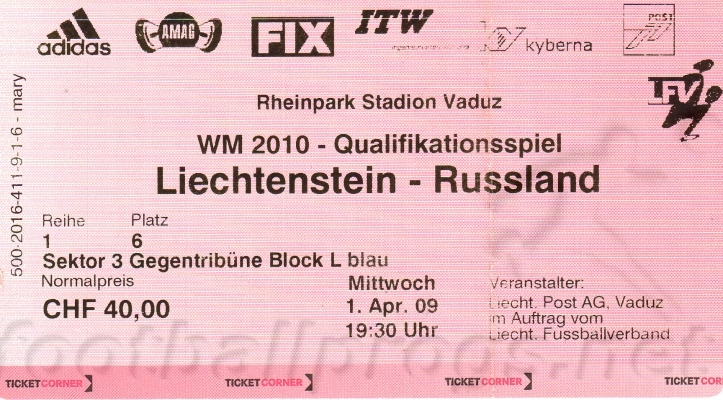 adidas
AMAG
FIX
ITW
kyberna
POST
LFV
Rheinpark Stadion Vaduz
WM 2010 - Qualifikationsspiel
Liechtenstein - Russland
500-2016-411-9-1-6 - mary
Reihe Platz
1 6
Sektor 3 Gegentribüne Block L blau
Normalpreis
CHF 40,00
Mittwoch
1. Apr. 09
19:30 Uhr
Veranstalter:
Liecht. Post AG, Vaduz
im Auftrag vom
Liecht. Fussballverband
footballprops.net
TICKETCORNER TICKETCORNER TICKETCORNER TICKETCOR